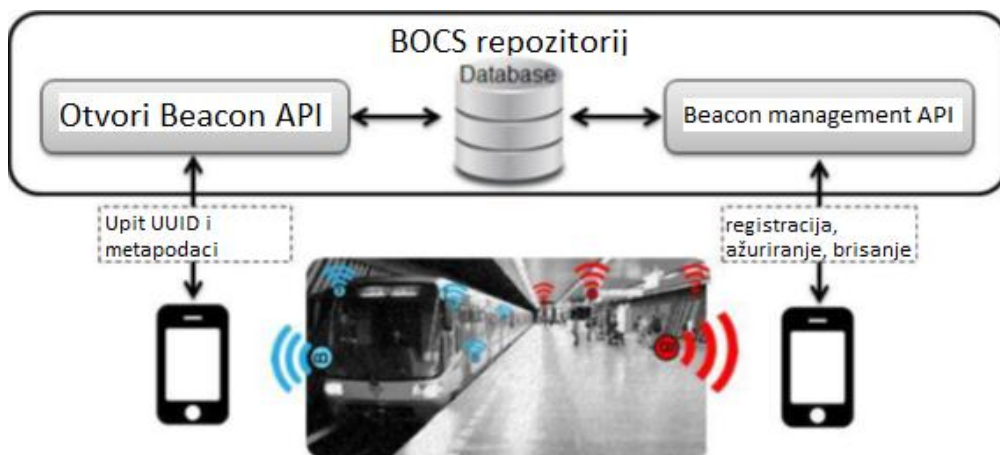 BOCS repozitorij
Database
Otvori Beacon API
Beacon management API
Upit UUID i
metapodaci
registracija,
ažuriranje, brisanje